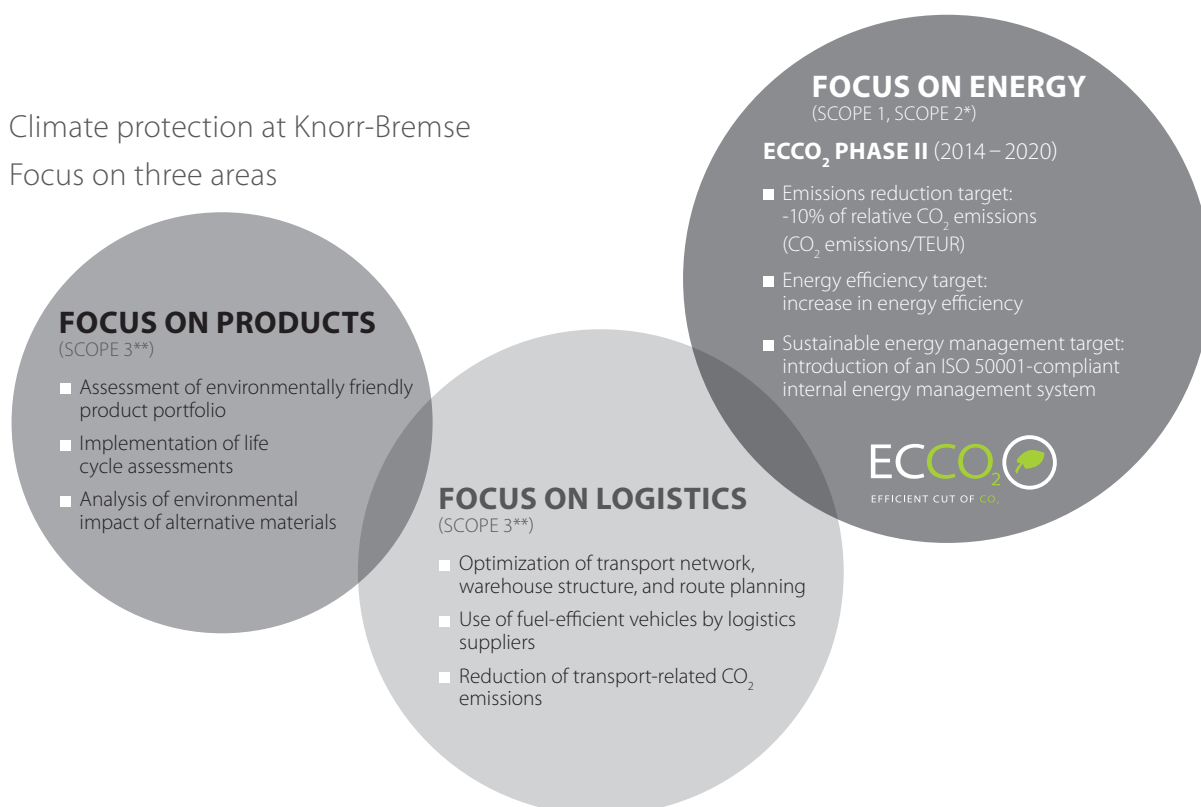 Climate protection at Knorr-Bremse
Focus on three areas
FOCUS ON PRODUCTS
(SCOPE 3**)
Assessment of environmentally friendly
product portfolio
Implementation of life
cycle assessments
Analysis of environmental
impact of alternative materials
FOCUS ON LOGISTICS
(SCOPE 3**)
Optimization of transport network,
warehouse structure, and route planning
Use of fuel-efficient vehicles by logistics
suppliers
Reduction of transport-related CO₂
emissions
FOCUS ON ENERGY
(SCOPE 1, SCOPE 2*)
ECCO₂ PHASE II (2014 – 2020)
Emissions reduction target:
-10% of relative CO₂ emissions
(CO₂ emissions/TEUR)
Energy efficiency target:
increase in energy efficiency
Sustainable energy management target:
introduction of an ISO 50001-compliant
internal energy management system
ECCO₂
EFFICIENT CUT OF CO₂